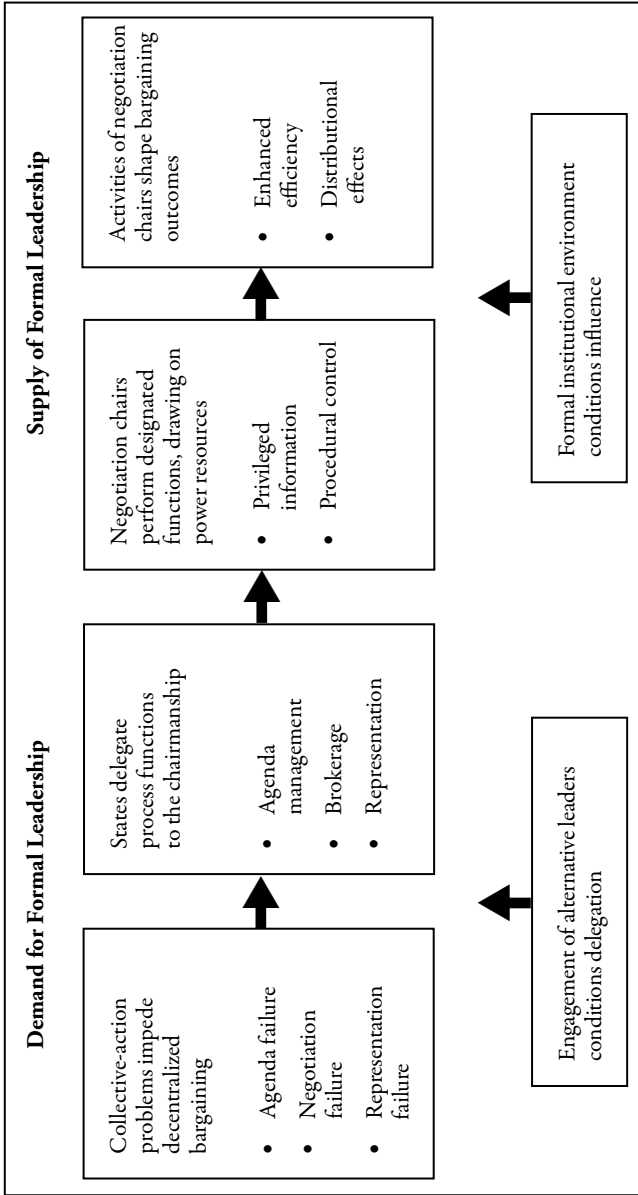 Demand for Formal Leadership
Supply of Formal Leadership
Collective-action
problems impede
decentralized
bargaining
• Agenda failure
• Negotiation
failure
• Representation
failure
States delegate
process functions
to the chairmanship
• Agenda
management
• Brokerage
• Representation
Negotiation chairs
perform designated
functions, drawing on
power resources
• Privileged
information
• Procedural control
Activities of negotiation
chairs shape bargaining
outcomes
• Enhanced
efficiency
• Distributional
effects
Engagement of alternative leaders
conditions delegation
Formal institutional environment
conditions influence